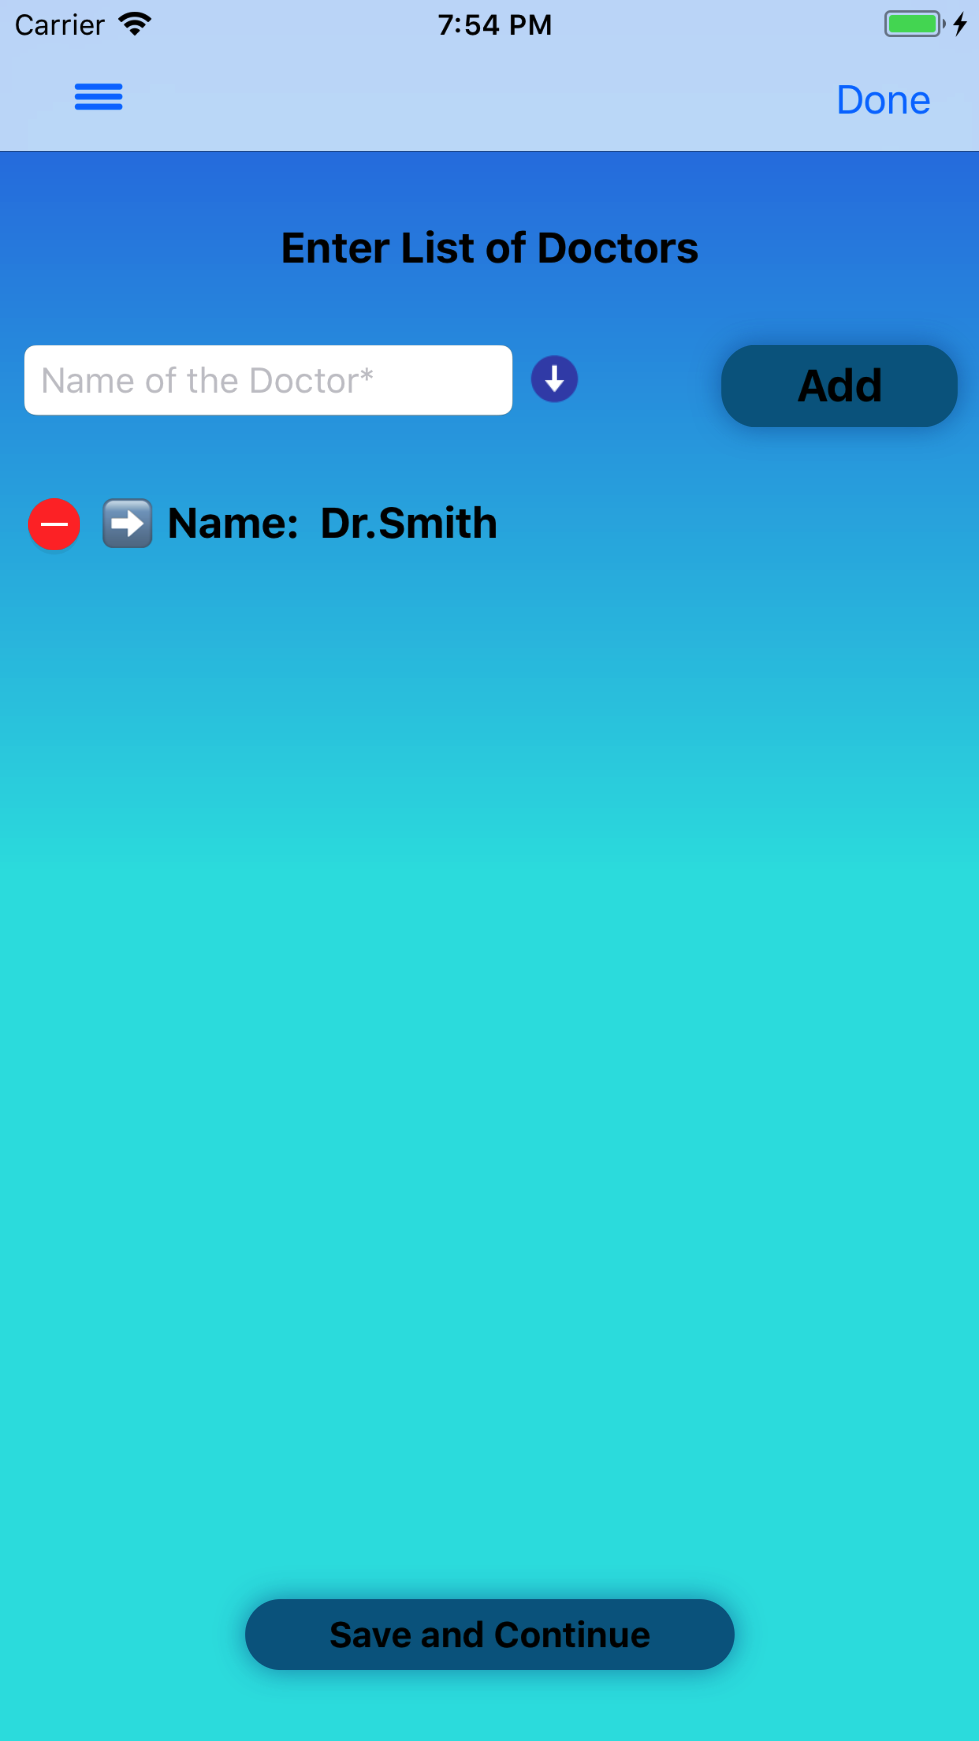 Carrier 7:54 PM
Done
Enter List of Doctors
Name of the Doctor*
Add
Name: Dr.Smith
Save and Continue